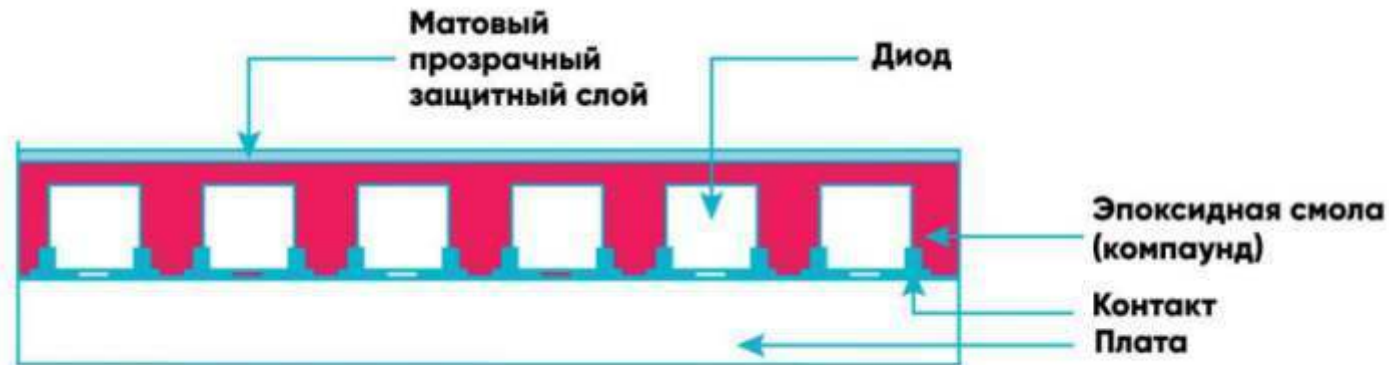 Матовый
прозрачный
защитный слой
Диод
Эпоксидная смола
(компаунд)
Контакт
Плата